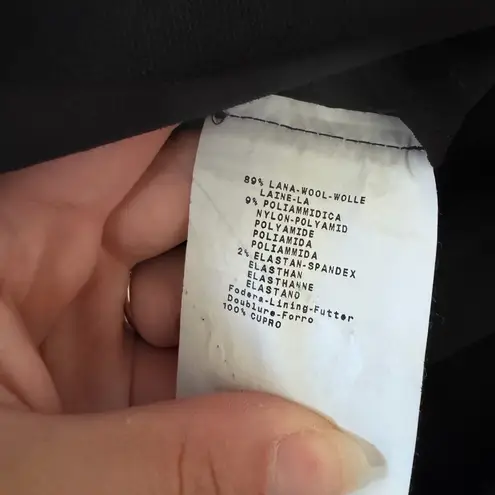 89% LANA-WOOL-WOLLE
LAINE-LA
9% POLIAMMIDICA
NYLON-POLYAMID
POLYAMIDE
POLIAMIDA
POLIAMMIDA
2% ELASTAN-SPANDEX
ELASTHAN
ELASTHANNE
ELASTANO
Fodera-Lining-Futter
Doublure-Forro
100% CUPRO